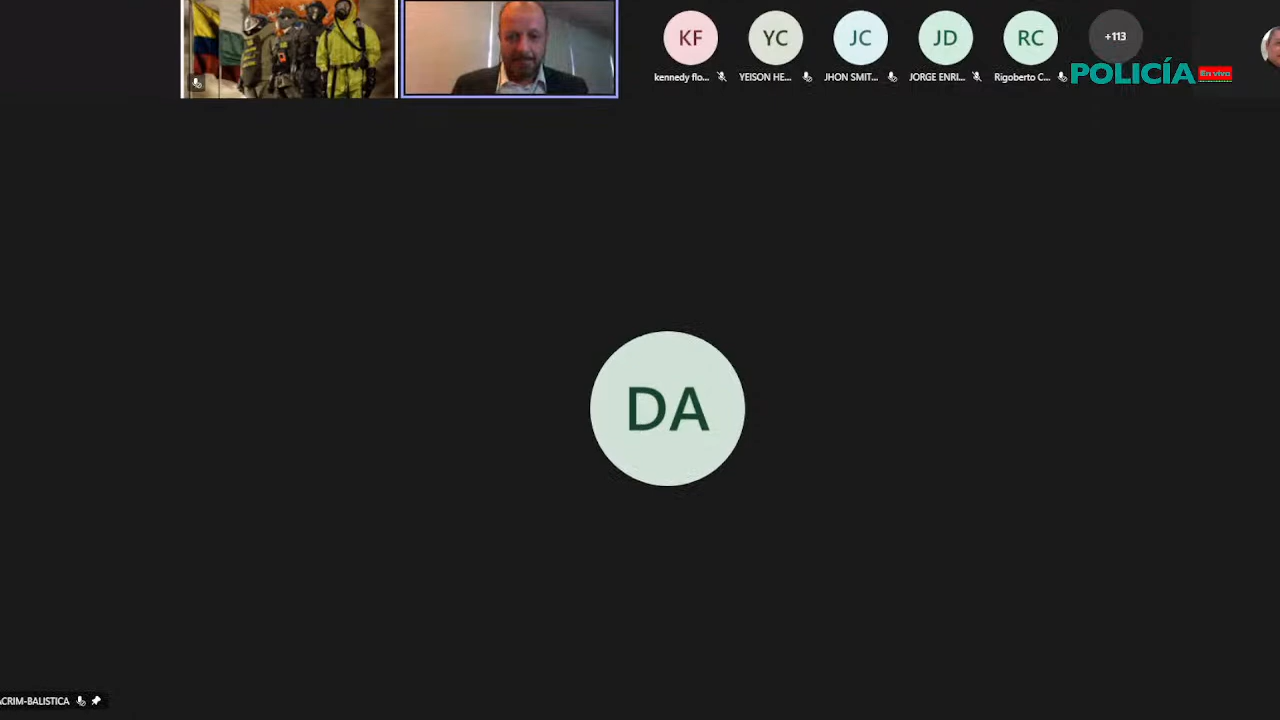 KF
YC
JC
JD
RC
+113
kennedy flo...
YEISON HE...
JHON SMIT...
JORGE ENRI...
Rigoberto C...
POLICÍA
En vivo
DA
ACRIM-BALISTICA